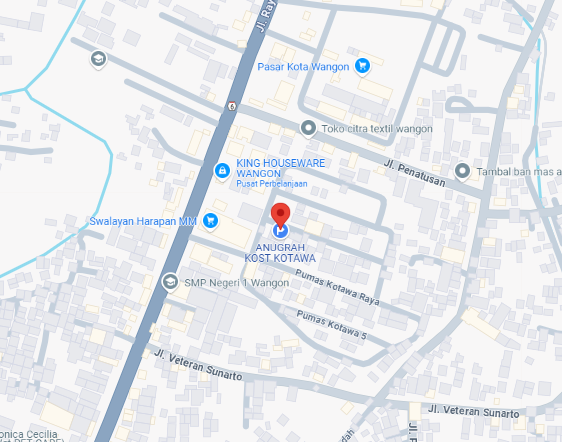 Jl. Ray
Pasar Kota Wangon
6
Toko citra textil wangon
KING HOUSEWARE
WANGON
Pusat Perbelanjaan
Jl. Penatusan
Tambal ban mas a
Swalayan Harapan MM
ANUGRAH
KOST KOTAWA
SMP Negeri 1 Wangon
Pumas Kotawa Raya
Pumas Kotawa 5
Jl. Veteran Sunarto
Jl. Veteran Sunarto
onica Cecilia
dah